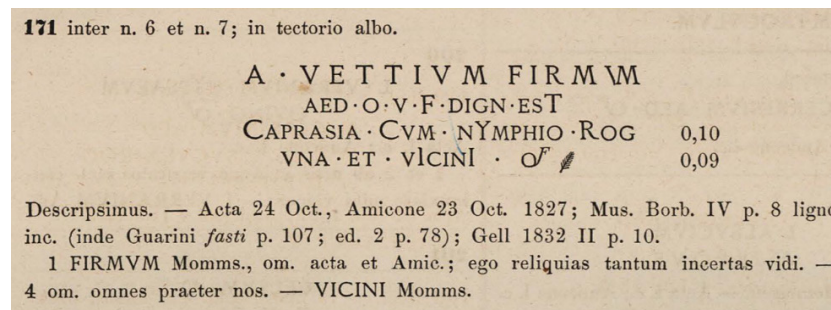 171 inter n. 6 et n. 7; in tectorio albo.
A · VETTIVM FIRMVM
AED·O·V·F·DIGN·EST
CAPRASIA · CVM · NYMPHIO · ROG 0,10
VNA · ET · VICINI · OF 0,09
Descripsimus. — Acta 24 Oct., Amicone 23 Oct. 1827; Mus. Borb. IV p. 8 ligno
inc. (inde Guarini fasti p. 107; ed. 2 p. 78); Gell 1832 II p. 10.
1 FIRMVM Momms., om. acta et Amic.; ego reliquias tantum incertas vidi. —
4 om. omnes praeter nos. — VICINI Momms.